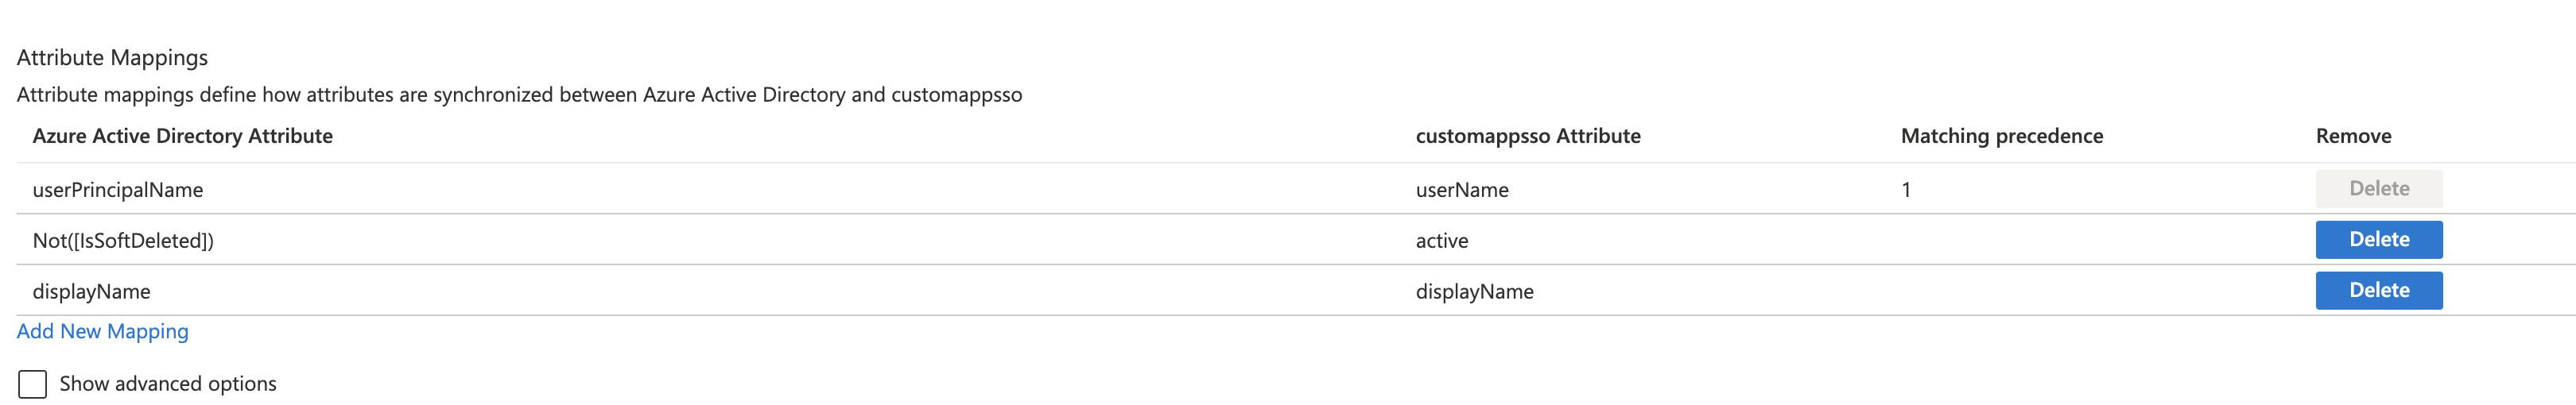 Attribute Mappings
Attribute mappings define how attributes are synchronized between Azure Active Directory and customappsso
Azure Active Directory Attribute customappsso Attribute Matching precedence Remove
userPrincipalName userName 1 Delete
Not([IsSoftDeleted]) active Delete
displayName displayName Delete
Add New Mapping
Show advanced options